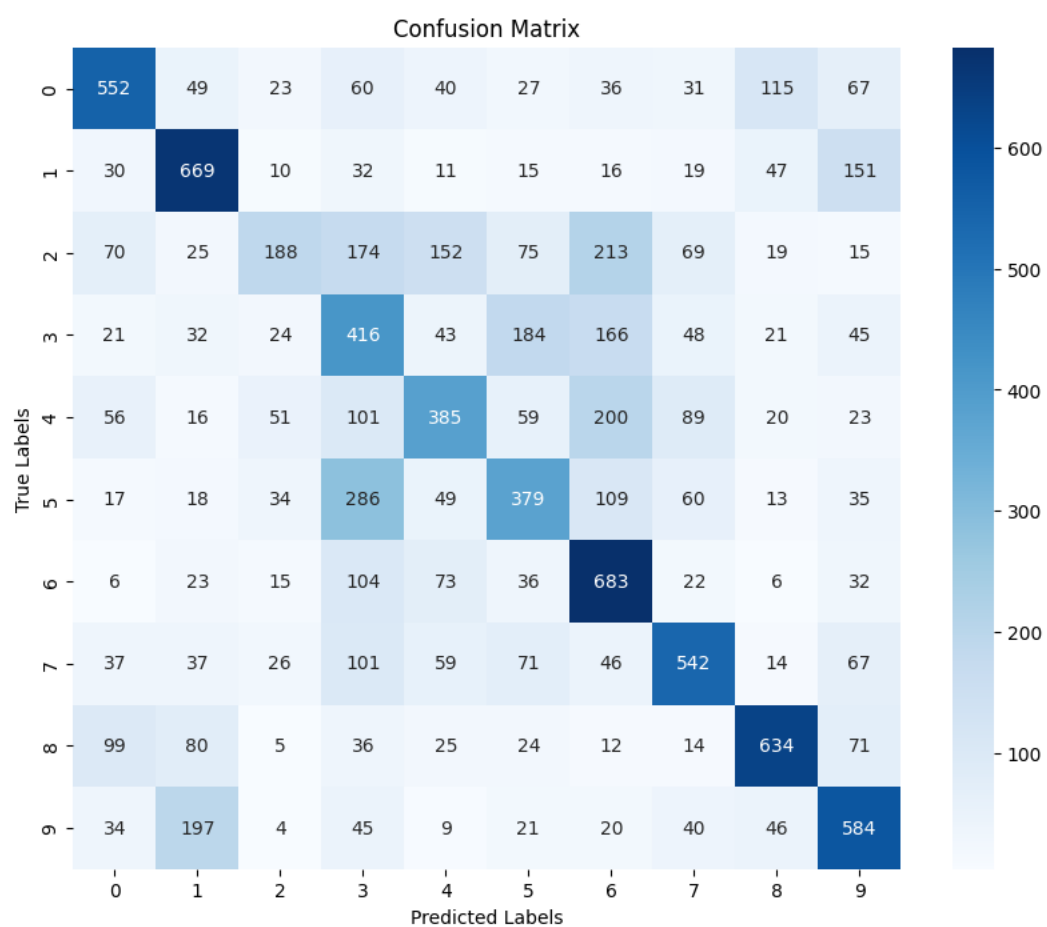 Confusion Matrix
0 552 49 23 60 40 27 36 31 115 67
1 30 669 10 32 11 15 16 19 47 151
2 70 25 188 174 152 75 213 69 19 15
3 21 32 24 416 43 184 166 48 21 45
4 56 16 51 101 385 59 200 89 20 23
5 17 18 34 286 49 379 109 60 13 35
6 6 23 15 104 73 36 683 22 6 32
7 37 37 26 101 59 71 46 542 14 67
8 99 80 5 36 25 24 12 14 634 71
9 34 197 4 45 9 21 20 40 46 584
0 1 2 3 4 5 6 7 8 9
Predicted Labels
True Labels
600
500
400
300
200
100